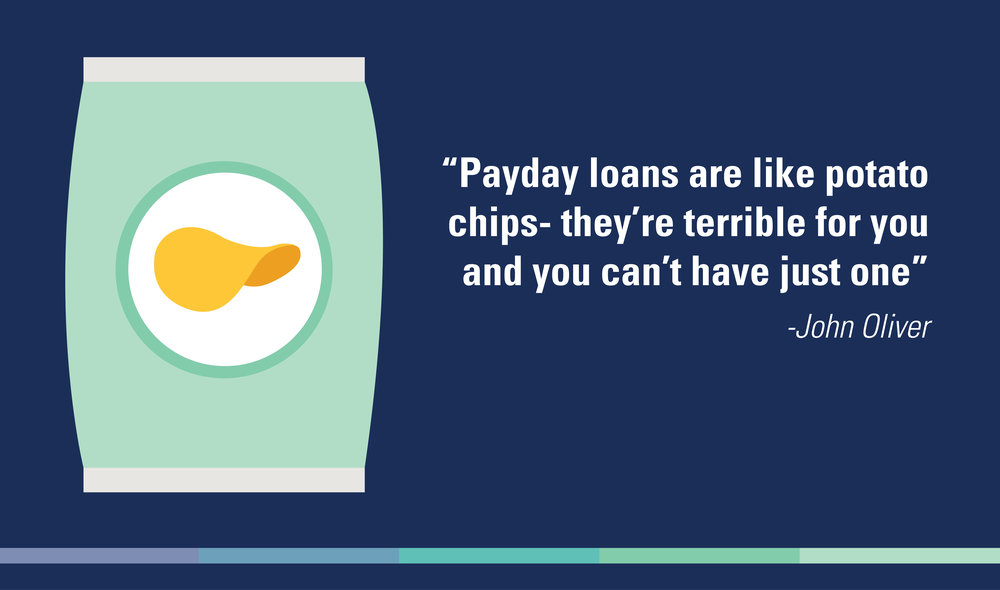 “Payday loans are like potato
chips- they’re terrible for you
and you can’t have just one”
-John Oliver